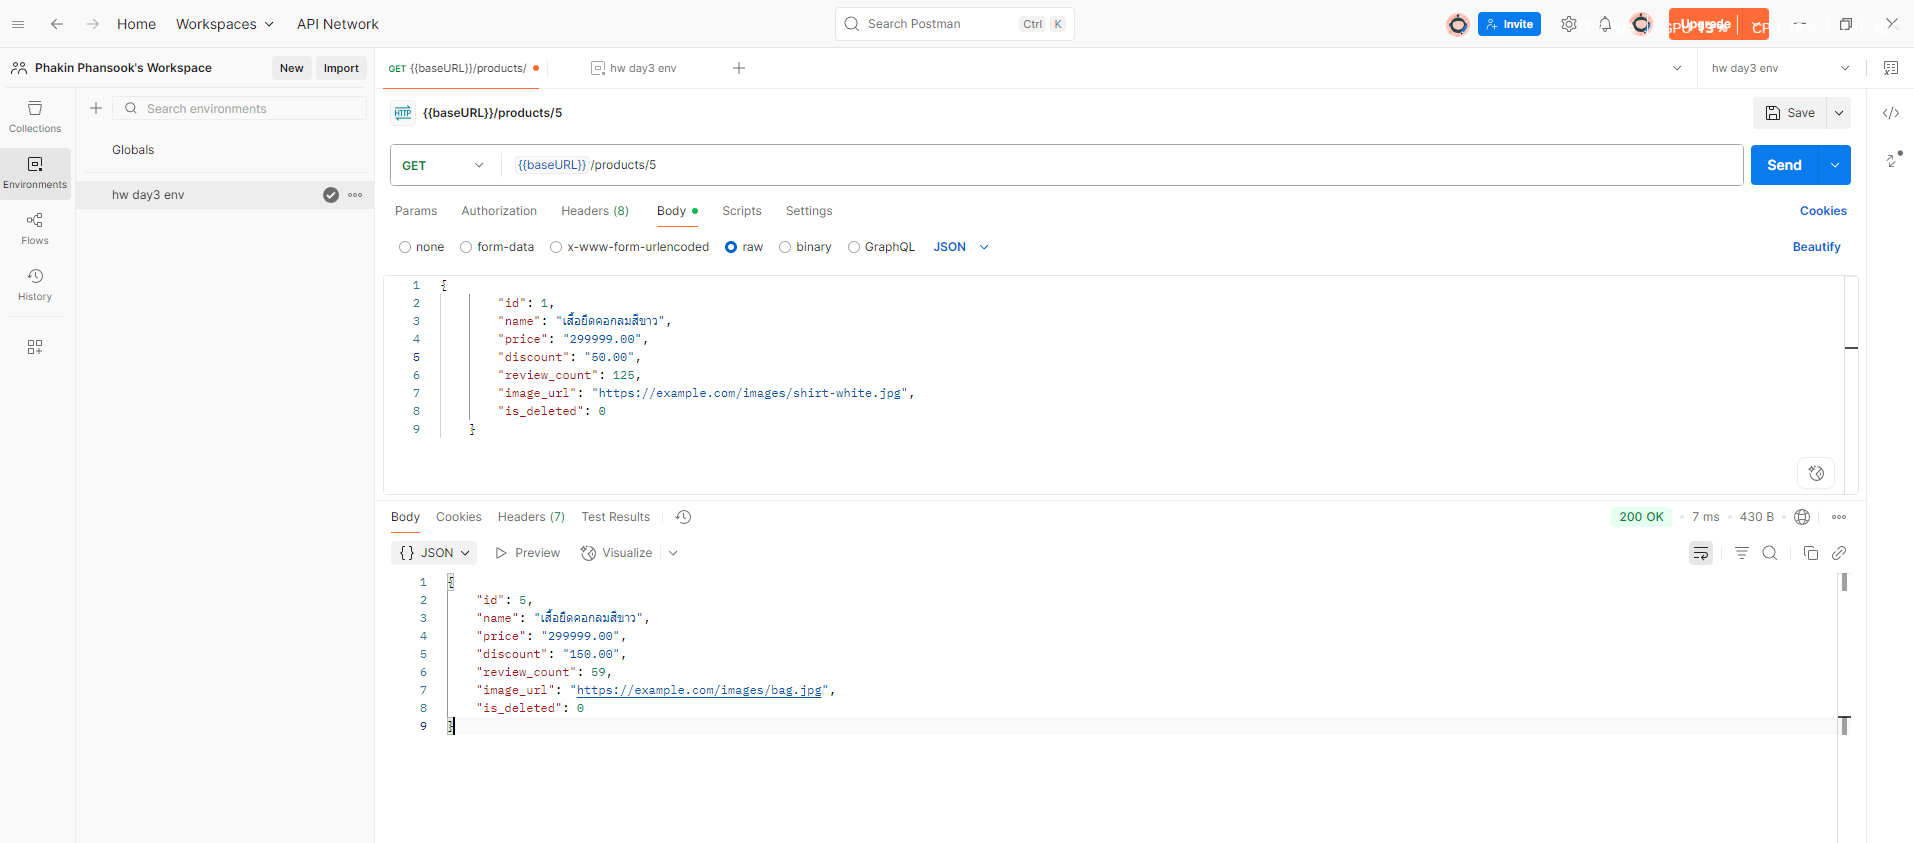 Home Workspaces API Network Search Postman Ctrl K Invite Upgrade
Phakin Phansook's Workspace New Import GET {{baseURL}}/products/ hw day3 env hw day3 env
Search environments
Collections
Globals
Environments
hw day3 env
Flows
History
HTTP {{baseURL}}/products/5 Save
GET {{baseURL}} /products/5 Send
Params Authorization Headers (8) Body Scripts Settings Cookies
none form-data x-www-form-urlencoded raw binary GraphQL JSON Beautify
1 {
2 "id": 1,
3 "name": "เสื้อยืดคอกลมสีขาว",
4 "price": "299999.00",
5 "discount": "50.00",
6 "review_count": 125,
7 "image_url": "https://example.com/images/shirt-white.jpg",
8 "is_deleted": 0
9 }
Body Cookies Headers (7) Test Results 200 OK 7 ms 430 B
{} JSON Preview Visualize
1 {
2 "id": 5,
3 "name": "เสื้อยืดคอกลมสีขาว",
4 "price": "299999.00",
5 "discount": "150.00",
6 "review_count": 59,
7 "image_url": "https://example.com/images/bag.jpg",
8 "is_deleted": 0
9 }